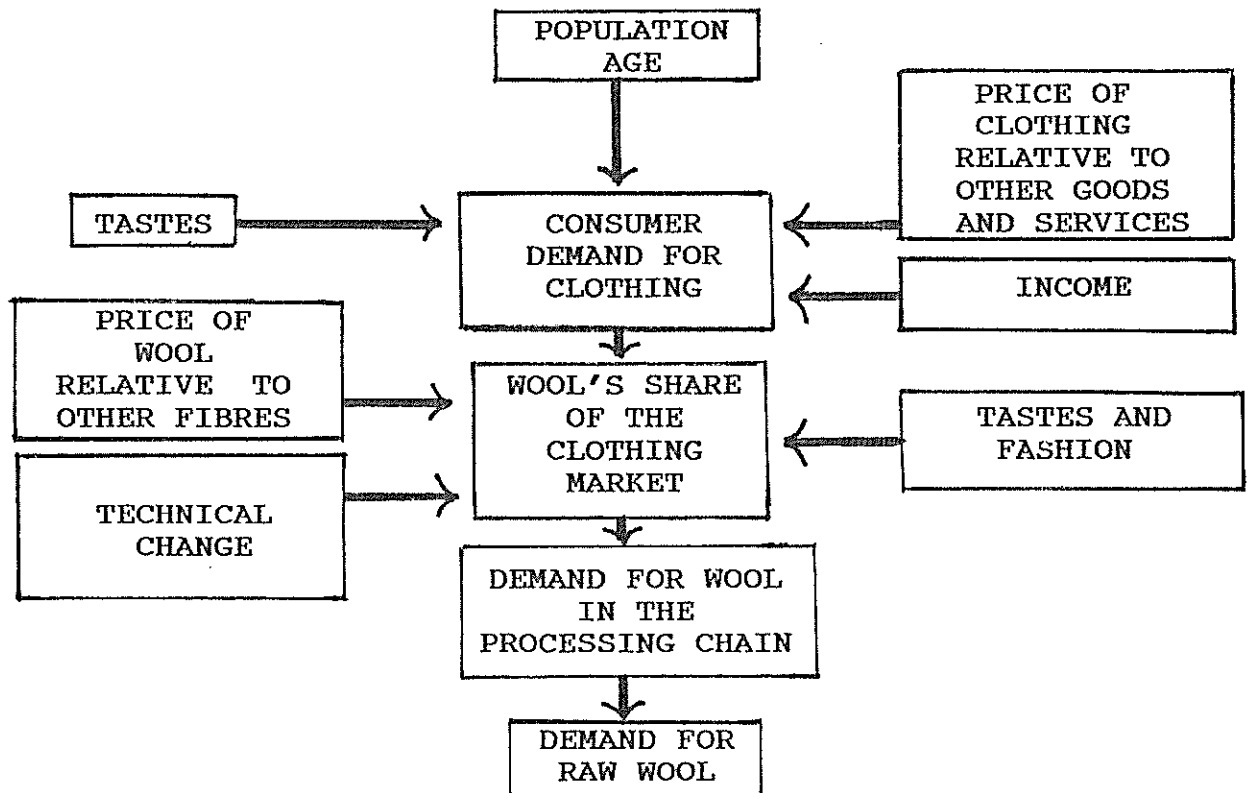 POPULATION
AGE
PRICE OF
CLOTHING
RELATIVE TO
OTHER GOODS
AND SERVICES
TASTES
CONSUMER
DEMAND FOR
CLOTHING
INCOME
PRICE OF
WOOL
RELATIVE TO
OTHER FIBRES
WOOL'S SHARE
OF THE
CLOTHING
MARKET
TASTES AND
FASHION
TECHNICAL
CHANGE
DEMAND FOR WOOL
IN THE
PROCESSING CHAIN
DEMAND FOR
RAW WOOL